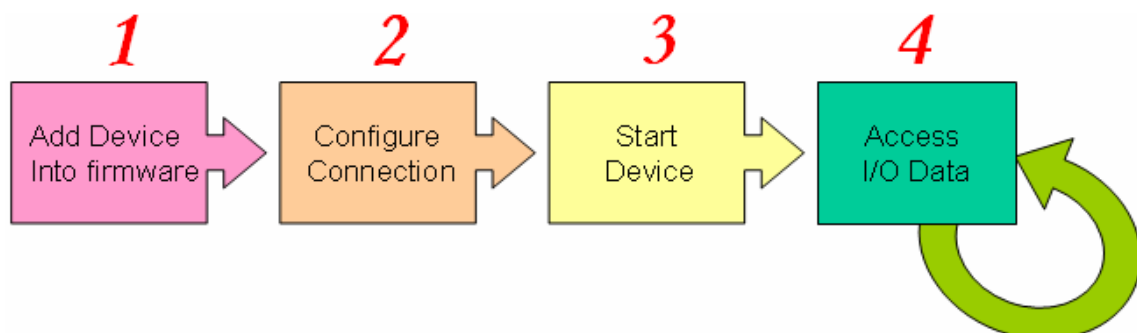 1
2
3
4
Add Device
Into firmware
Configure
Connection
Start
Device
Access
I/O Data